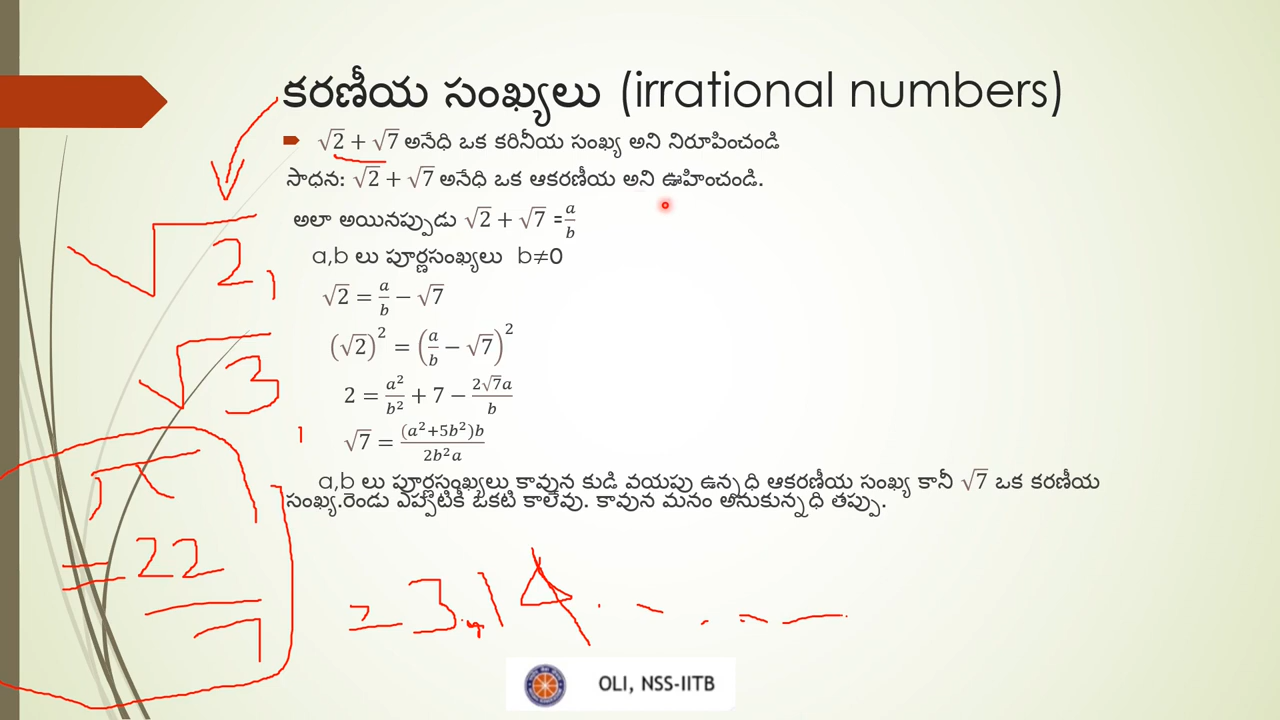 కరణీయ సంఖ్యలు (irrational numbers)
√2 + √7 అనేధి ఒక కరినీయ సంఖ్య అని నిరూపించండి
సాధన: √2 + √7 అనేధి ఒక ఆకరణీయ అని ఊహించండి.
అలా అయినప్పుడు √2 + √7 = a/b
a,b లు పూర్ణసంఖ్యలు b≠0
√2 = a/b − √7
(√2)² = (a/b − √7)²
2 = a²/b² + 7 − 2√7a/b
√7 = (a²+5b²)b/2b²a
a,b లు పూర్ణసంఖ్యలు కావున కుడి వయపు ఉన్నధి ఆకరణీయ సంఖ్య కానీ √7 ఒక కరణీయ
సంఖ్య.రెండు ఎప్పటికి ఒకటి కాలేవు. కావున మనం అనుకున్నధి తప్పు.
√2,
√3,
π
= 22/7
= 3.14
OLI, NSS-IITB